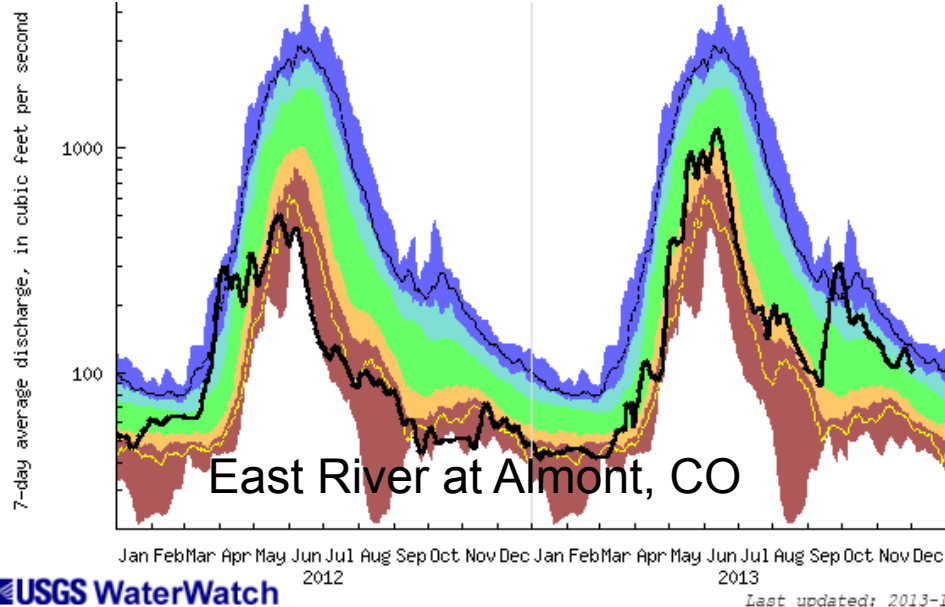 7-day average discharge, in cubic feet per second
1000
100
East River at Almont, CO
Jan Feb Mar Apr May Jun Jul Aug Sep Oct Nov Dec Jan Feb Mar Apr May Jun Jul Aug Sep Oct Nov Dec
2012 2013
USGS WaterWatch
Last updated: 2013-1